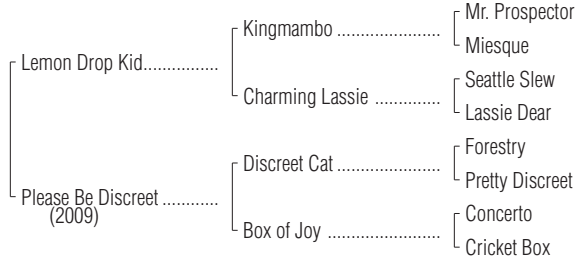 Mr. Prospector
Kingmambo ....................
Miesque
Lemon Drop Kid...............
Seattle Slew
Charming Lassie .............
Lassie Dear
Forestry
Discreet Cat ....................
Pretty Discreet
Please Be Discreet ...........
(2009)
Concerto
Box of Joy ......................
Cricket Box